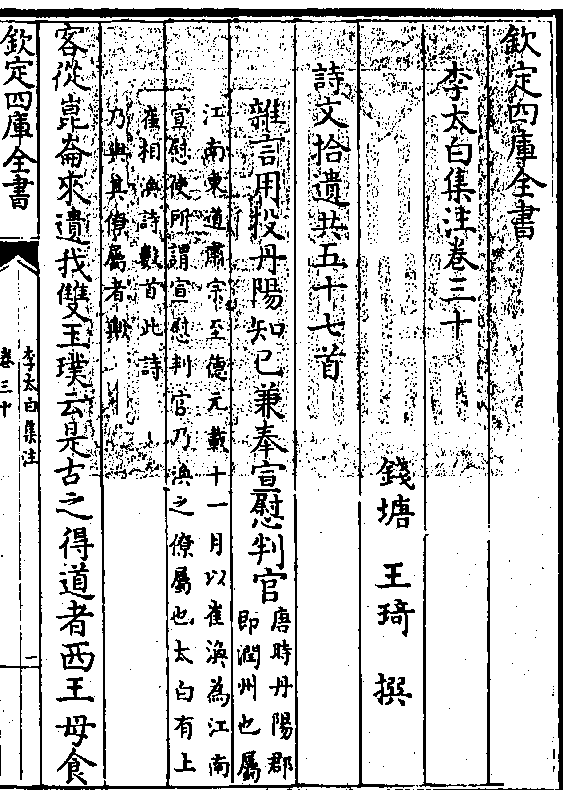 欽定四庫全書
李太白集注卷三十
錢塘 王琦 撰
詩文拾遺共五十七首
雜言用投丹陽知己兼奉宣慰判官
唐時丹陽郡
即潤州也屬
江南東道肅宗至德元載十一月以崔渙為江南
宣慰使所謂宣慰判官乃渙之僚屬也太白有上
崔相渙詩數首此詩
乃與其僚屬者歟
客從崑崙來遺我雙玉璞云是古之得道者西王母食
欽定四庫全書
李太白集注
卷三十
一